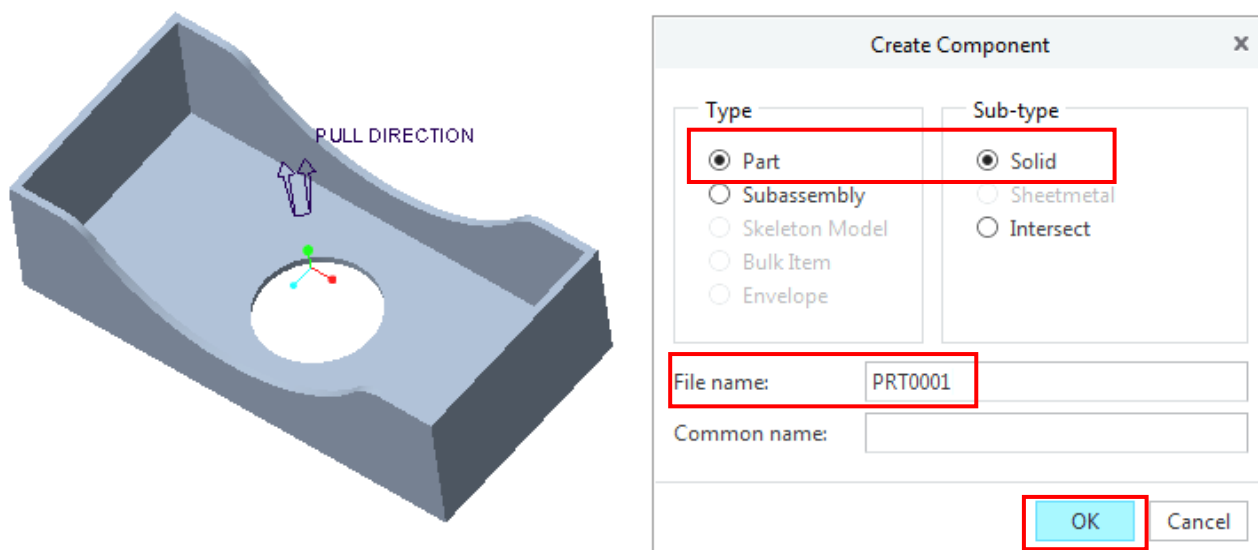 PULL DIRECTION
Create Component
x
Type
Part
Subassembly
Skeleton Model
Bulk Item
Envelope
Sub-type
Solid
Sheetmetal
Intersect
File name: PRT0001
Common name:
OK Cancel